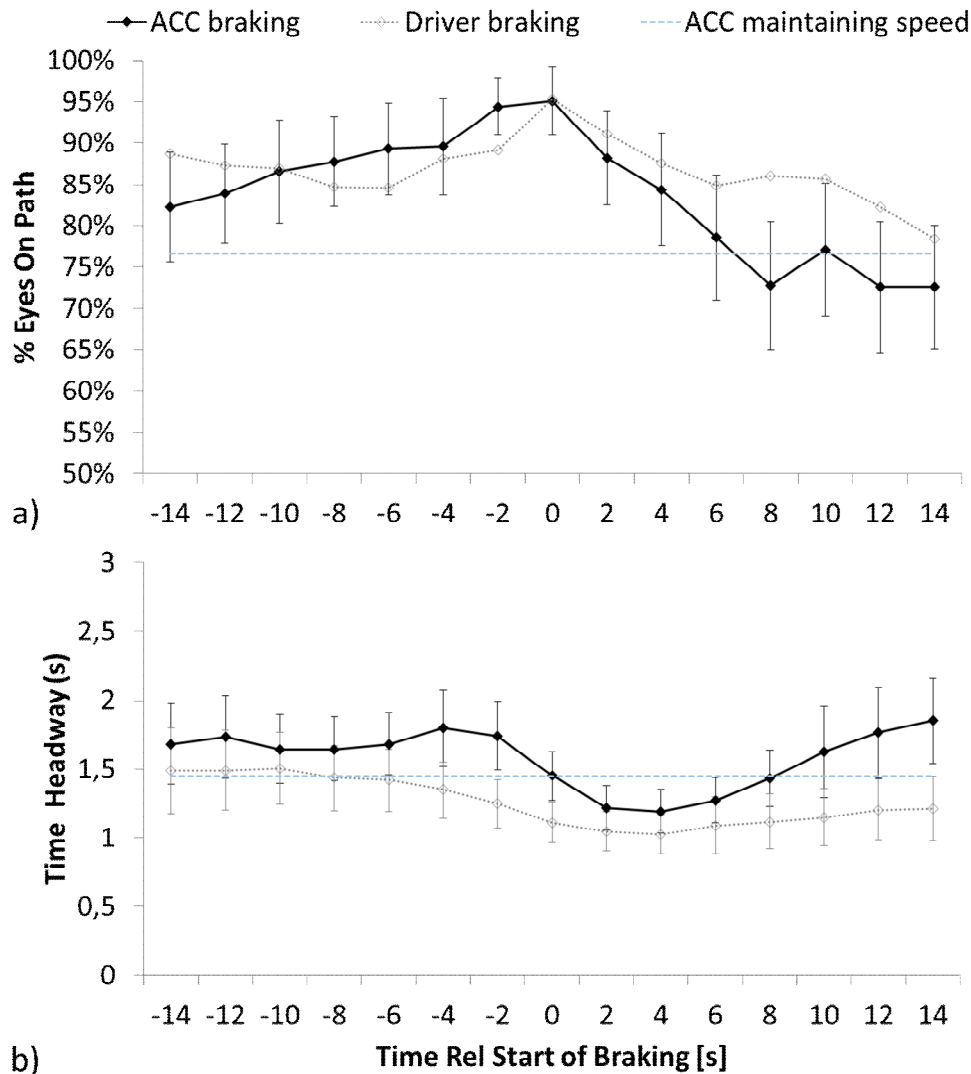 ACC braking Driver braking ACC maintaining speed
100%
95%
90%
85%
80%
75%
70%
65%
60%
55%
50%
% Eyes On Path
a)
-14 -12 -10 -8 -6 -4 -2 0 2 4 6 8 10 12 14
3
2,5
2
1,5
1
0,5
0
Time Headway (s)
-14 -12 -10 -8 -6 -4 -2 0 2 4 6 8 10 12 14
b)
Time Rel Start of Braking [s]